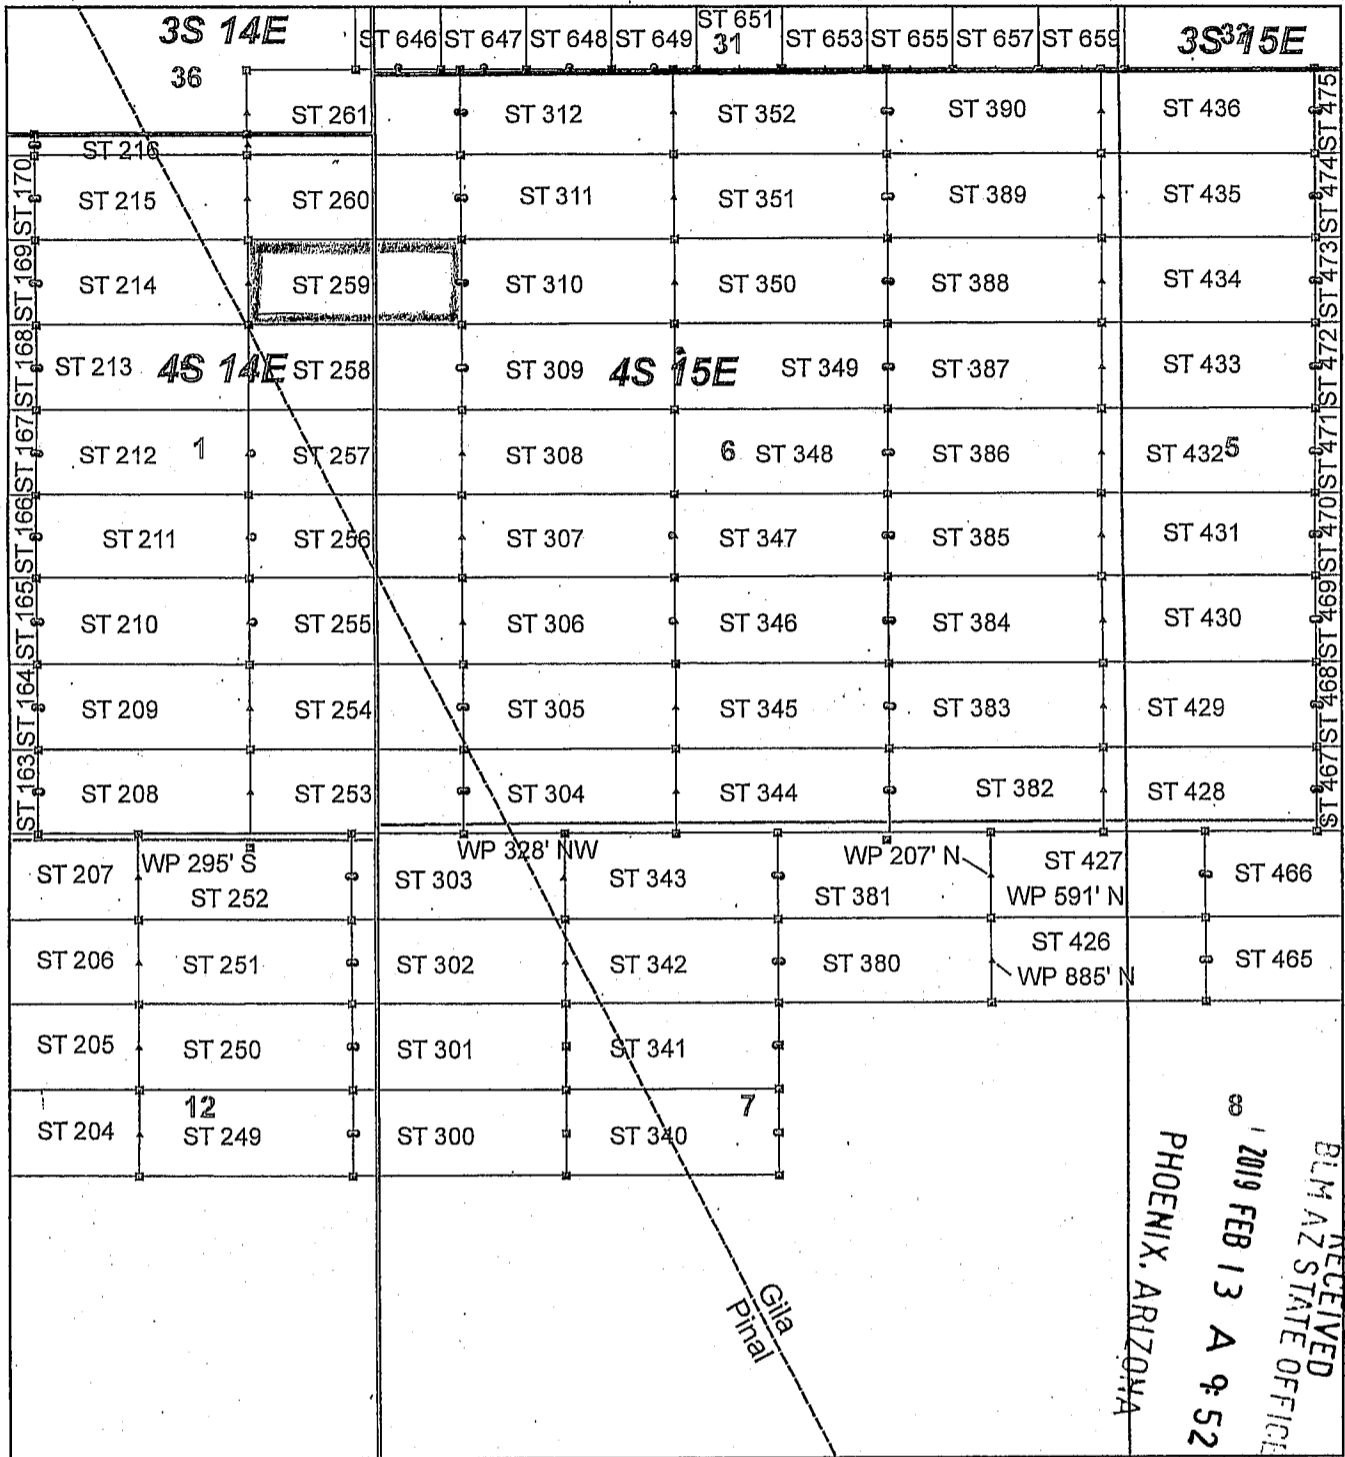 3S 14E
ST 646 ST 647 ST 648 ST 649 ST 651 ST 653 ST 655 ST 657 ST 659
31
3S 15E
32
36
ST 261 ST 312 ST 352 ST 390 ST 436 ST 475
ST 216
ST 170 ST 215 ST 260 ST 311 ST 351 ST 389 ST 435 ST 474
ST 169 ST 214 ST 259 ST 310 ST 350 ST 388 ST 434 ST 473
ST 168 ST 213 4S 14E ST 258 ST 309 4S 15E ST 349 ST 387 ST 433 ST 472
ST 167 ST 212 1 ST 257 ST 308 6 ST 348 ST 386 ST 432 5 ST 471
ST 166 ST 211 ST 256 ST 307 ST 347 ST 385 ST 431 ST 470
ST 165 ST 210 ST 255 ST 306 ST 346 ST 384 ST 430 ST 469
ST 164 ST 209 ST 254 ST 305 ST 345 ST 383 ST 429 ST 468
ST 163 ST 208 ST 253 ST 304 ST 344 ST 382 ST 428 ST 467
WP 295' S WP 328' NW WP 207' N
ST 207 ST 252 ST 303 ST 343 ST 381 ST 427 ST 466
WP 591' N
ST 206 ST 251 ST 302 ST 342 ST 380 ST 426 ST 465
WP 885' N
ST 205 ST 250 ST 301 ST 341
12 7
ST 204 ST 249 ST 300 ST 340
Gila
Pinal
RECEIVED
BLM AZ STATE OFFICE
2019 FEB 13 A 9:52
PHOENIX, ARIZONA